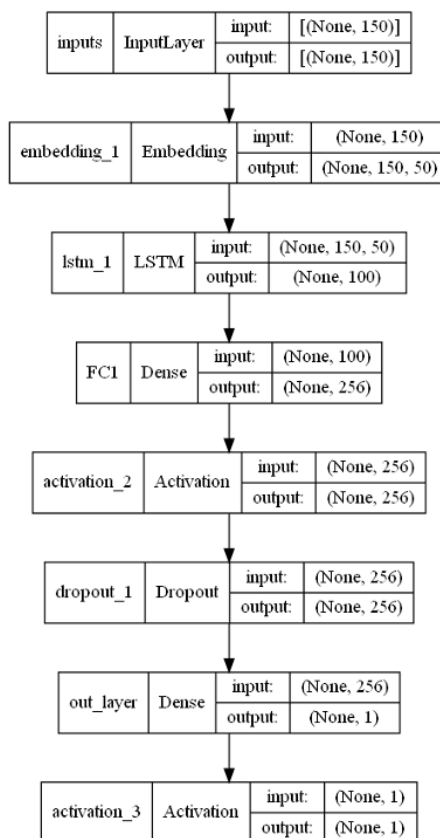 inputs InputLayer input: [(None, 150)]
output: [(None, 150)]
embedding_1 Embedding input: (None, 150)
output: (None, 150, 50)
lstm_1 LSTM input: (None, 150, 50)
output: (None, 100)
FC1 Dense input: (None, 100)
output: (None, 256)
activation_2 Activation input: (None, 256)
output: (None, 256)
dropout_1 Dropout input: (None, 256)
output: (None, 256)
out_layer Dense input: (None, 256)
output: (None, 1)
activation_3 Activation input: (None, 1)
output: (None, 1)